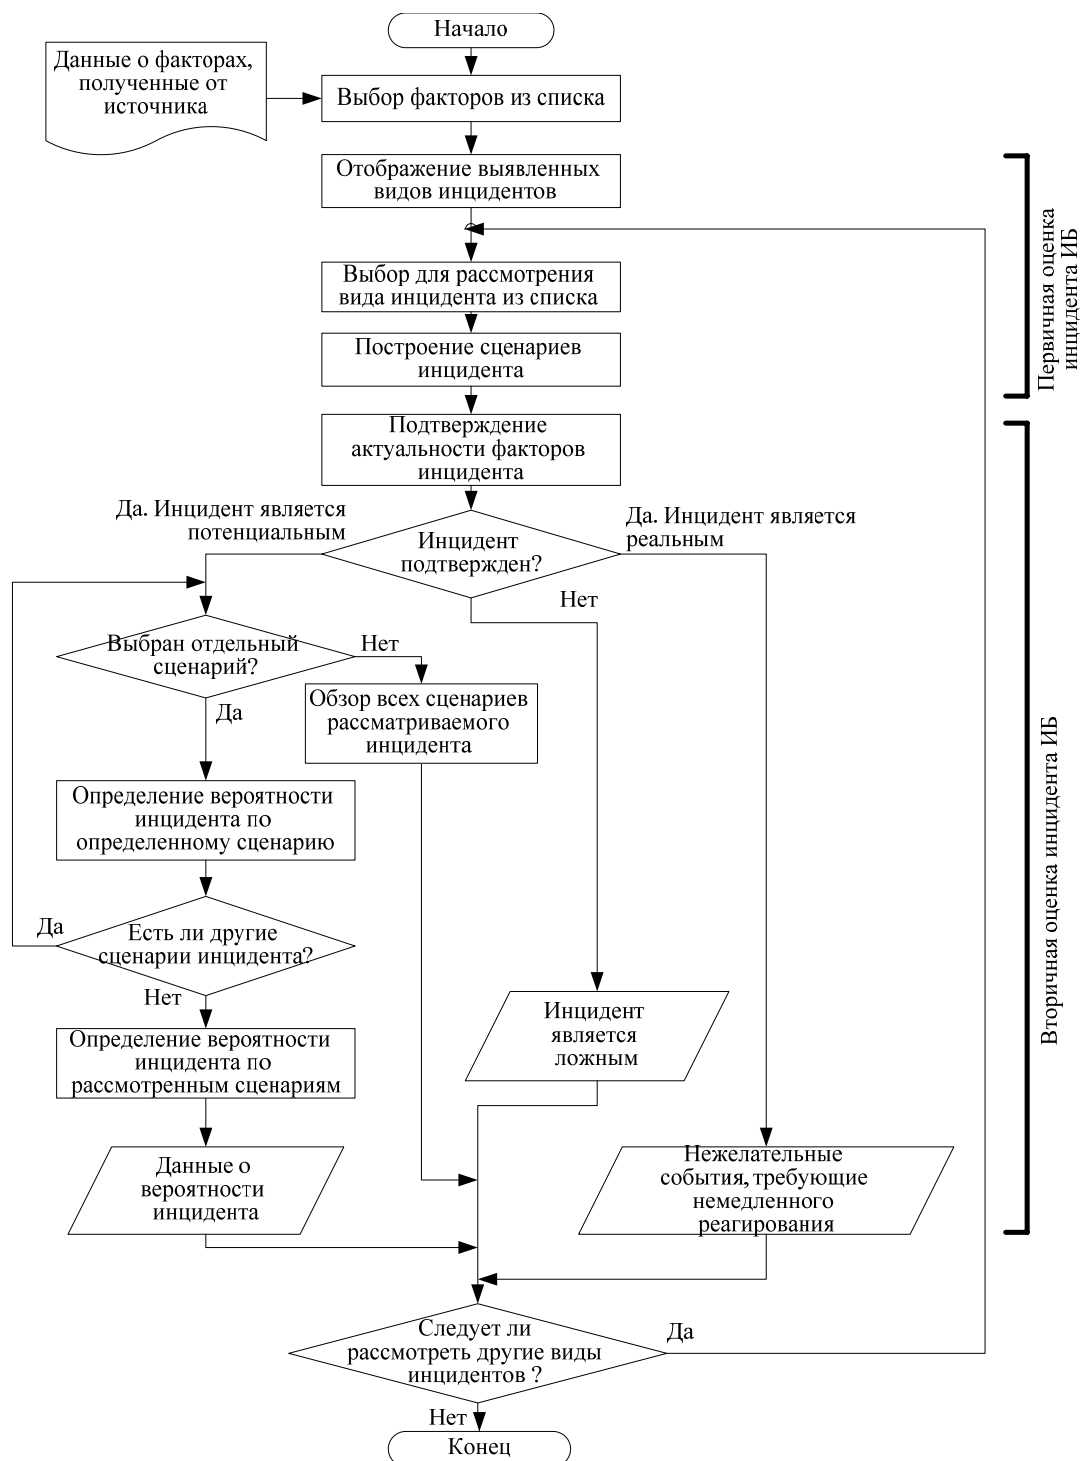 Начало
Данные о факторах,
полученные от
источника
Выбор факторов из списка
Отображение выявленных
видов инцидентов
Выбор для рассмотрения
вида инцидента из списка
Построение сценариев
инцидента
Первичная оценка
инцидента ИБ
Подтверждение
актуальности факторов
инцидента
Да. Инцидент является
потенциальным
Инцидент
подтвержден?
Да. Инцидент является
реальным
Нет
Выбран отдельный
сценарий?
Нет
Да
Обзор всех сценариев
рассматриваемого
инцидента
Определение вероятности
инцидента по
определенному сценарию
Вторичная оценка инцидента ИБ
Да
Есть ли другие
сценарии инцидента?
Нет
Определение вероятности
инцидента по
рассмотренным сценариям
Инцидент
является
ложным
Данные о
вероятности
инцидента
Нежелательные
события, требующие
немедленного
реагирования
Следует ли
рассмотреть другие виды
инцидентов ?
Да
Нет
Конец